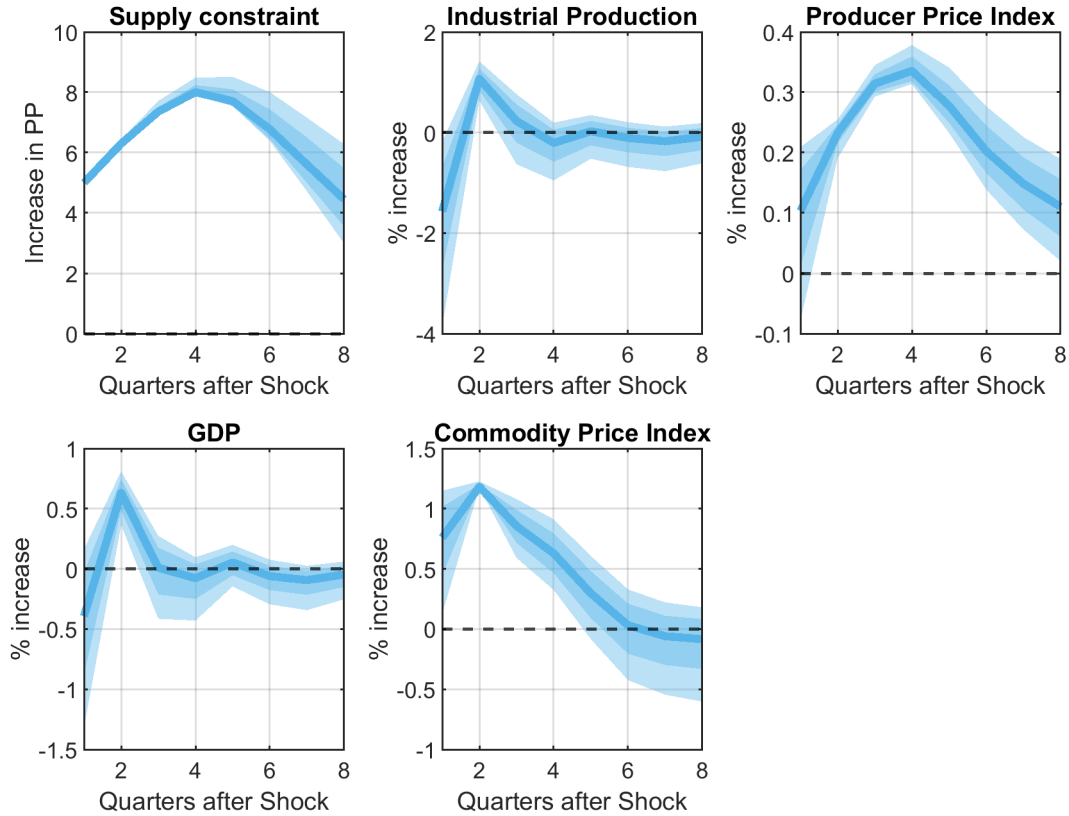 Supply constraint
10
8
6
4
2
0
Increase in PP
2 4 6 8
Quarters after Shock
Industrial Production
2
0
-2
-4
% increase
2 4 6 8
Quarters after Shock
Producer Price Index
0.4
0.3
0.2
0.1
0
-0.1
% increase
2 4 6 8
Quarters after Shock
GDP
1
0.5
0
-0.5
-1
-1.5
% increase
2 4 6 8
Quarters after Shock
Commodity Price Index
1.5
1
0.5
0
-0.5
-1
% increase
2 4 6 8
Quarters after Shock